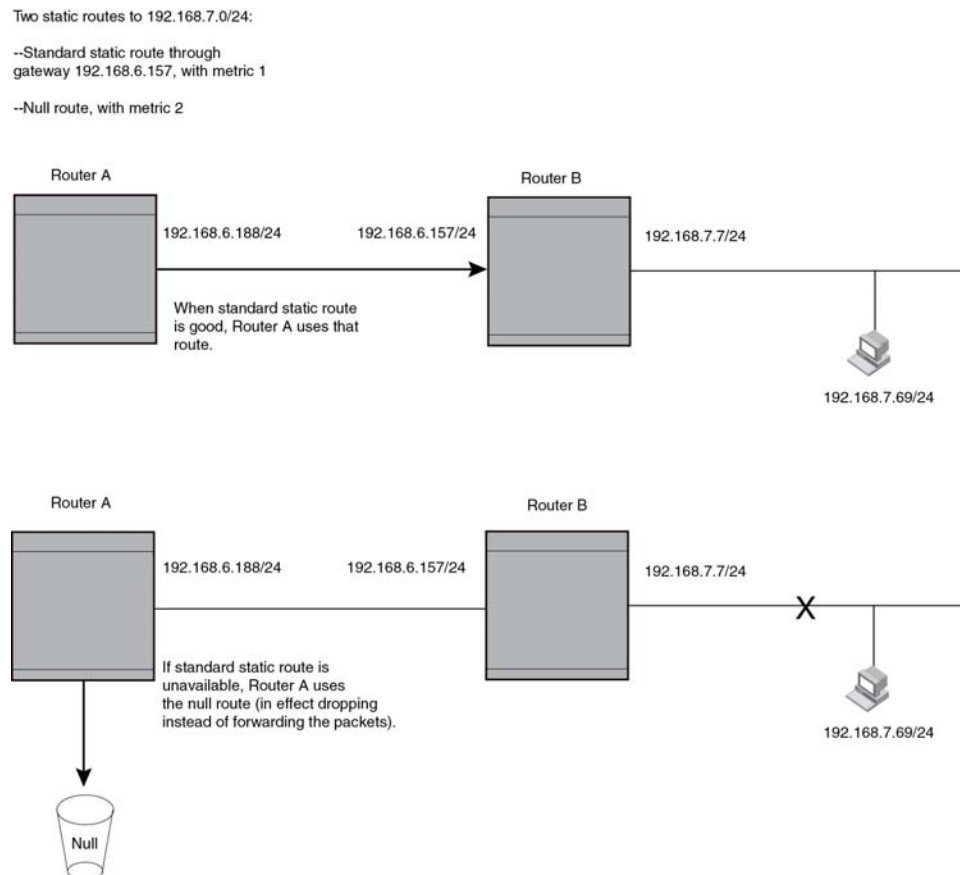 Two static routes to 192.168.7.0/24:
--Standard static route through
gateway 192.168.6.157, with metric 1
--Null route, with metric 2
Router A
Router B
192.168.6.188/24
192.168.6.157/24
192.168.7.7/24
When standard static route
is good, Router A uses that
route.
192.168.7.69/24
Router A
Router B
192.168.6.188/24
192.168.6.157/24
192.168.7.7/24
X
If standard static route is
unavailable, Router A uses
the null route (in effect dropping
instead of forwarding the packets).
192.168.7.69/24
Null